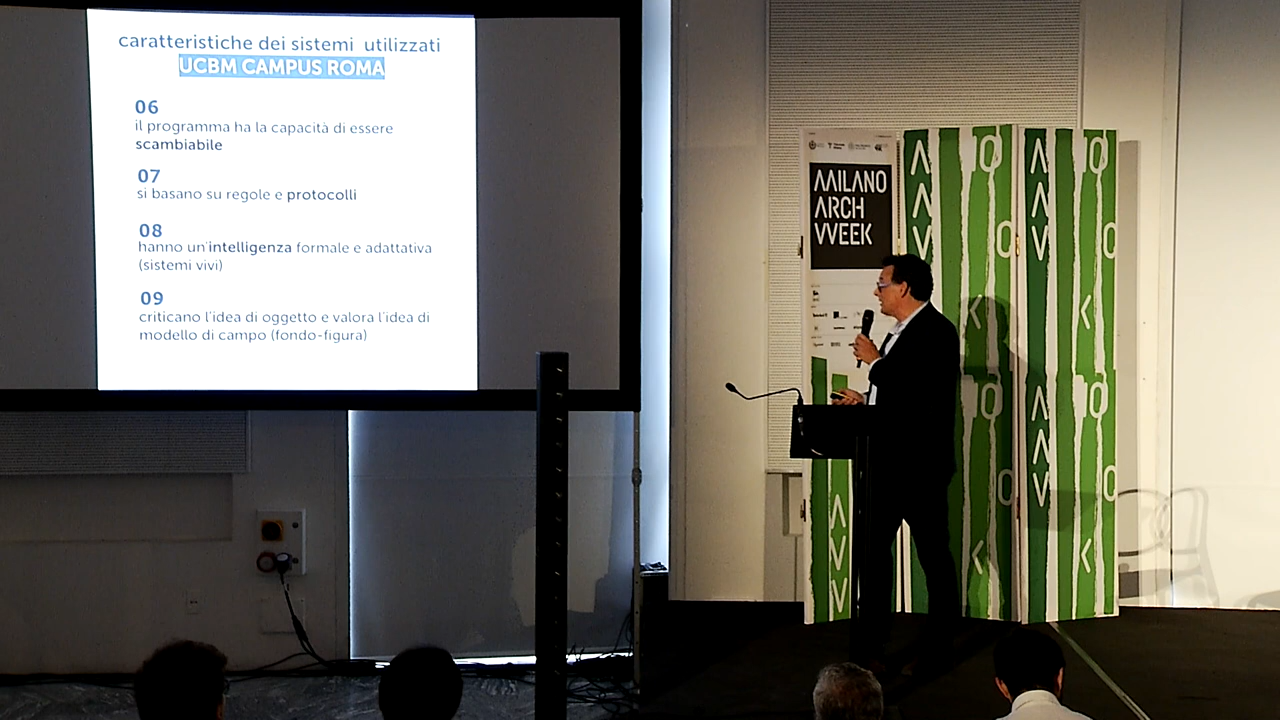 caratteristiche dei sistemi utilizzati
UCBM CAMPUS ROMA
06
il programma ha la capacità di essere
scambiabile
07
si basano su regole e protocolli
08
hanno un'intelligenza formale e adattativa
(sistemi vivi)
09
criticano l'idea di oggetto e valora l'idea di
modello di campo (fondo-figura)
MILANO
ARCH
WEEK